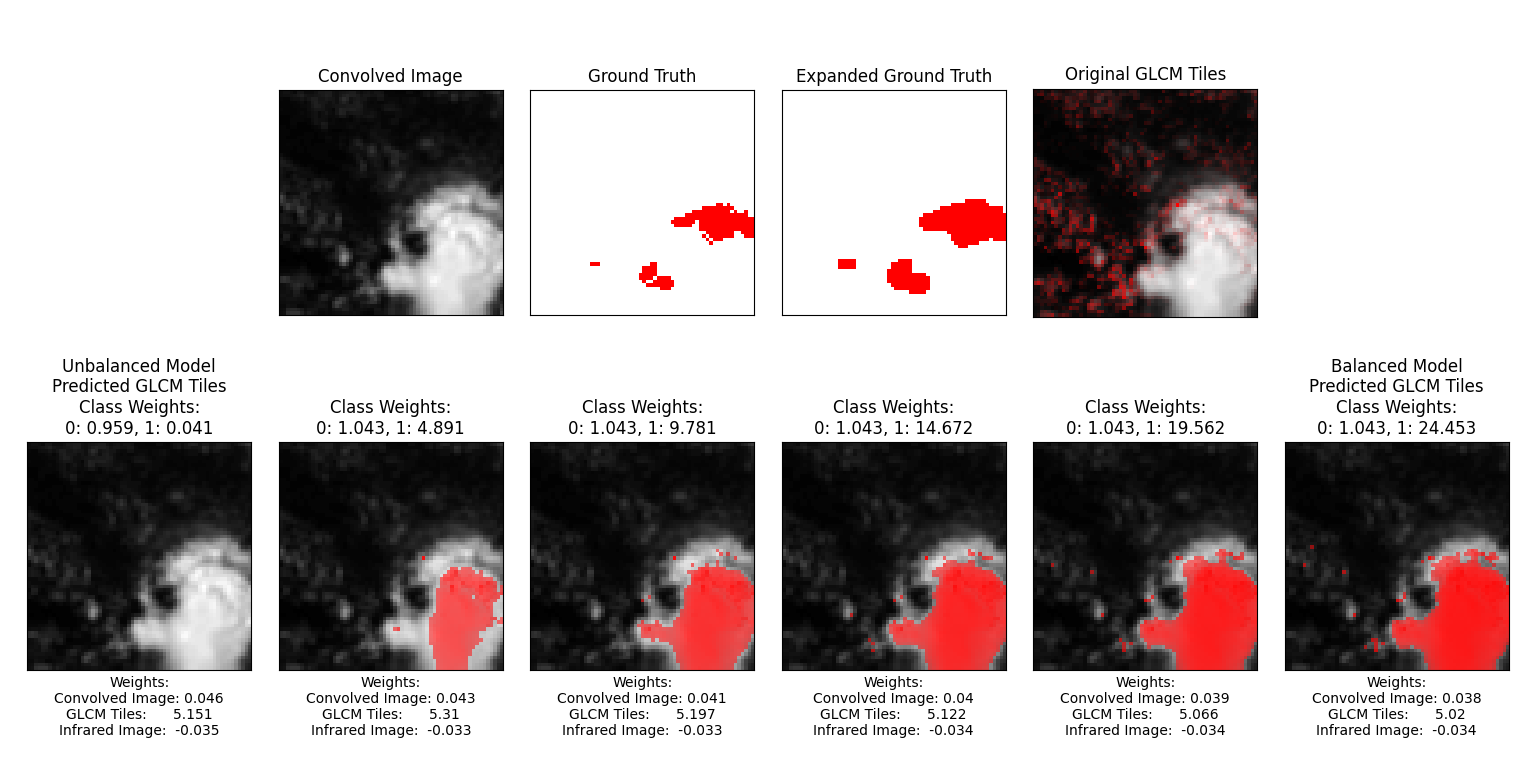 Convolved Image
Ground Truth
Expanded Ground Truth
Original GLCM Tiles
Unbalanced Model
Predicted GLCM Tiles
Class Weights:
0: 0.959, 1: 0.041
Class Weights:
0: 1.043, 1: 4.891
Class Weights:
0: 1.043, 1: 9.781
Class Weights:
0: 1.043, 1: 14.672
Class Weights:
0: 1.043, 1: 19.562
Balanced Model
Predicted GLCM Tiles
Class Weights:
0: 1.043, 1: 24.453
Weights:
Convolved Image: 0.046
GLCM Tiles: 5.151
Infrared Image: -0.035
Weights:
Convolved Image: 0.043
GLCM Tiles: 5.31
Infrared Image: -0.033
Weights:
Convolved Image: 0.041
GLCM Tiles: 5.197
Infrared Image: -0.033
Weights:
Convolved Image: 0.04
GLCM Tiles: 5.122
Infrared Image: -0.034
Weights:
Convolved Image: 0.039
GLCM Tiles: 5.066
Infrared Image: -0.034
Weights:
Convolved Image: 0.038
GLCM Tiles: 5.02
Infrared Image: -0.034